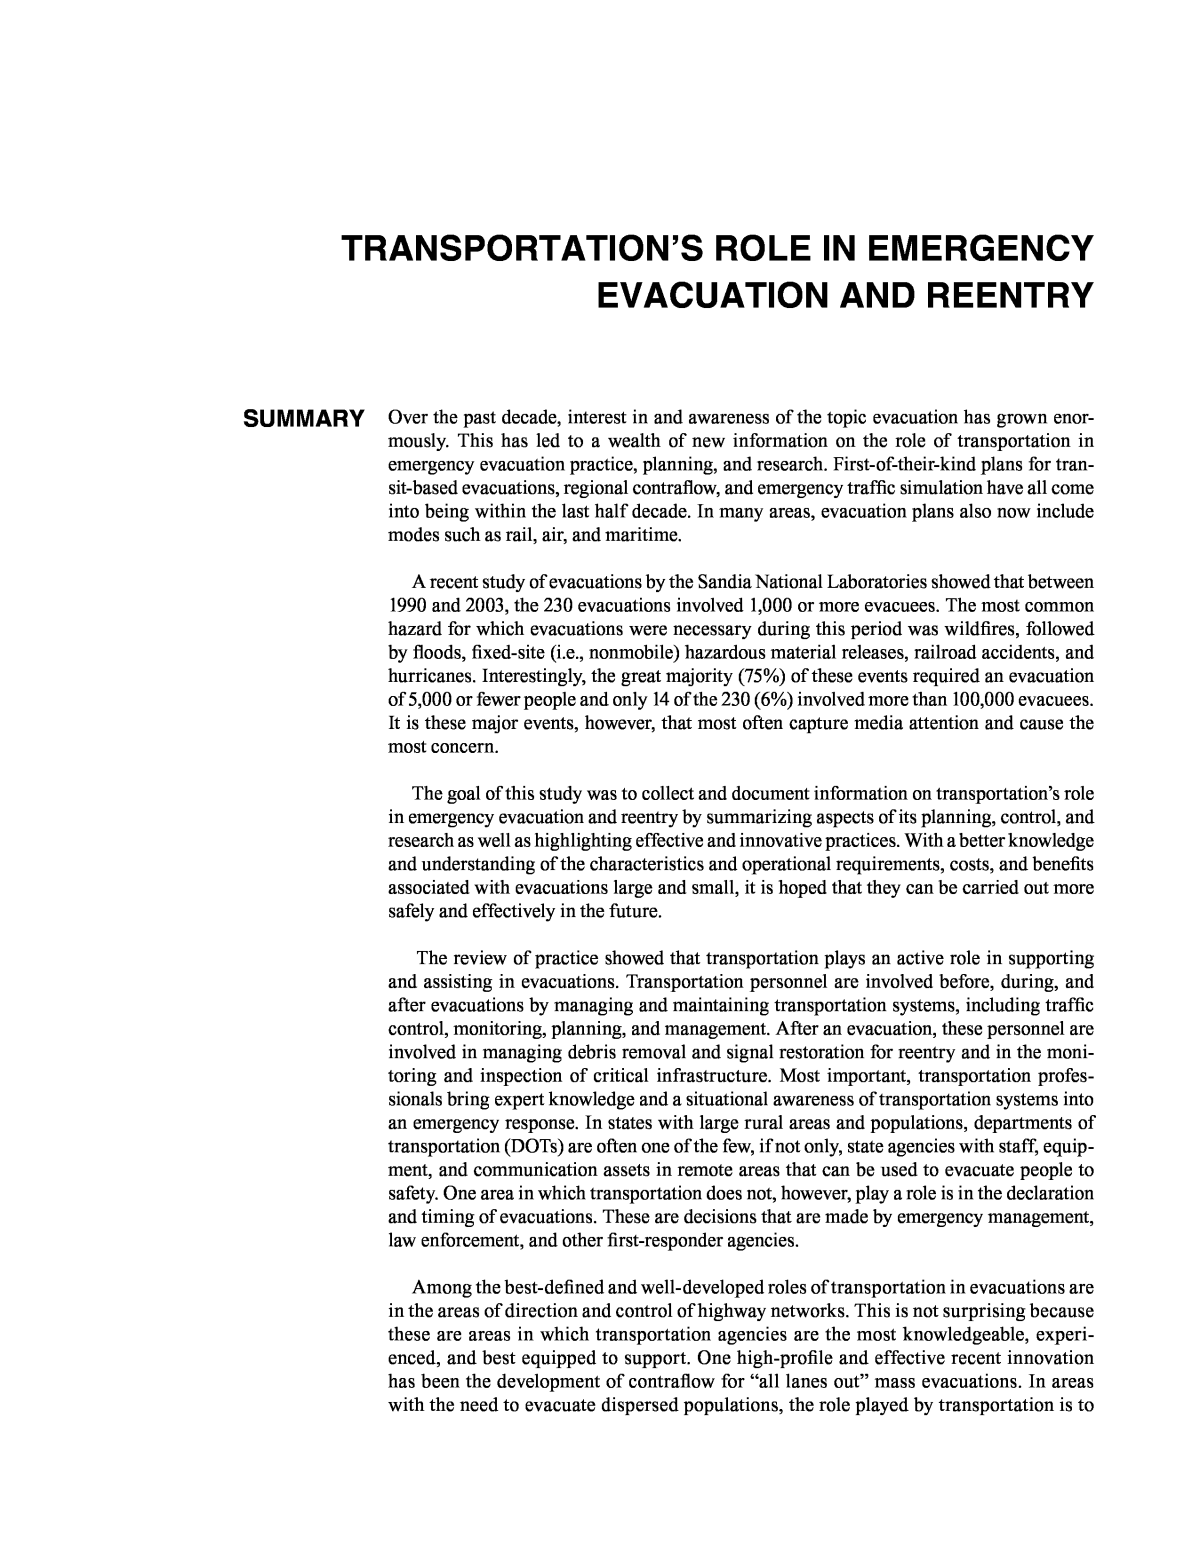 TRANSPORTATION’S ROLE IN EMERGENCY
EVACUATION AND REENTRY
SUMMARY
Over the past decade, interest in and awareness of the topic evacuation has grown enor-
mously. This has led to a wealth of new information on the role of transportation in
emergency evacuation practice, planning, and research. First-of-their-kind plans for tran-
sit-based evacuations, regional contraflow, and emergency traffic simulation have all come
into being within the last half decade. In many areas, evacuation plans also now include
modes such as rail, air, and maritime.
A recent study of evacuations by the Sandia National Laboratories showed that between
1990 and 2003, the 230 evacuations involved 1,000 or more evacuees. The most common
hazard for which evacuations were necessary during this period was wildfires, followed
by floods, fixed-site (i.e., nonmobile) hazardous material releases, railroad accidents, and
hurricanes. Interestingly, the great majority (75%) of these events required an evacuation
of 5,000 or fewer people and only 14 of the 230 (6%) involved more than 100,000 evacuees.
It is these major events, however, that most often capture media attention and cause the
most concern.
The goal of this study was to collect and document information on transportation’s role
in emergency evacuation and reentry by summarizing aspects of its planning, control, and
research as well as highlighting effective and innovative practices. With a better knowledge
and understanding of the characteristics and operational requirements, costs, and benefits
associated with evacuations large and small, it is hoped that they can be carried out more
safely and effectively in the future.
The review of practice showed that transportation plays an active role in supporting
and assisting in evacuations. Transportation personnel are involved before, during, and
after evacuations by managing and maintaining transportation systems, including traffic
control, monitoring, planning, and management. After an evacuation, these personnel are
involved in managing debris removal and signal restoration for reentry and in the moni-
toring and inspection of critical infrastructure. Most important, transportation profes-
sionals bring expert knowledge and a situational awareness of transportation systems into
an emergency response. In states with large rural areas and populations, departments of
transportation (DOTs) are often one of the few, if not only, state agencies with staff, equip-
ment, and communication assets in remote areas that can be used to evacuate people to
safety. One area in which transportation does not, however, play a role is in the declaration
and timing of evacuations. These are decisions that are made by emergency management,
law enforcement, and other first-responder agencies.
Among the best-defined and well-developed roles of transportation in evacuations are
in the areas of direction and control of highway networks. This is not surprising because
these are areas in which transportation agencies are the most knowledgeable, experi-
enced, and best equipped to support. One high-profile and effective recent innovation
has been the development of contraflow for “all lanes out” mass evacuations. In areas
with the need to evacuate dispersed populations, the role played by transportation is to